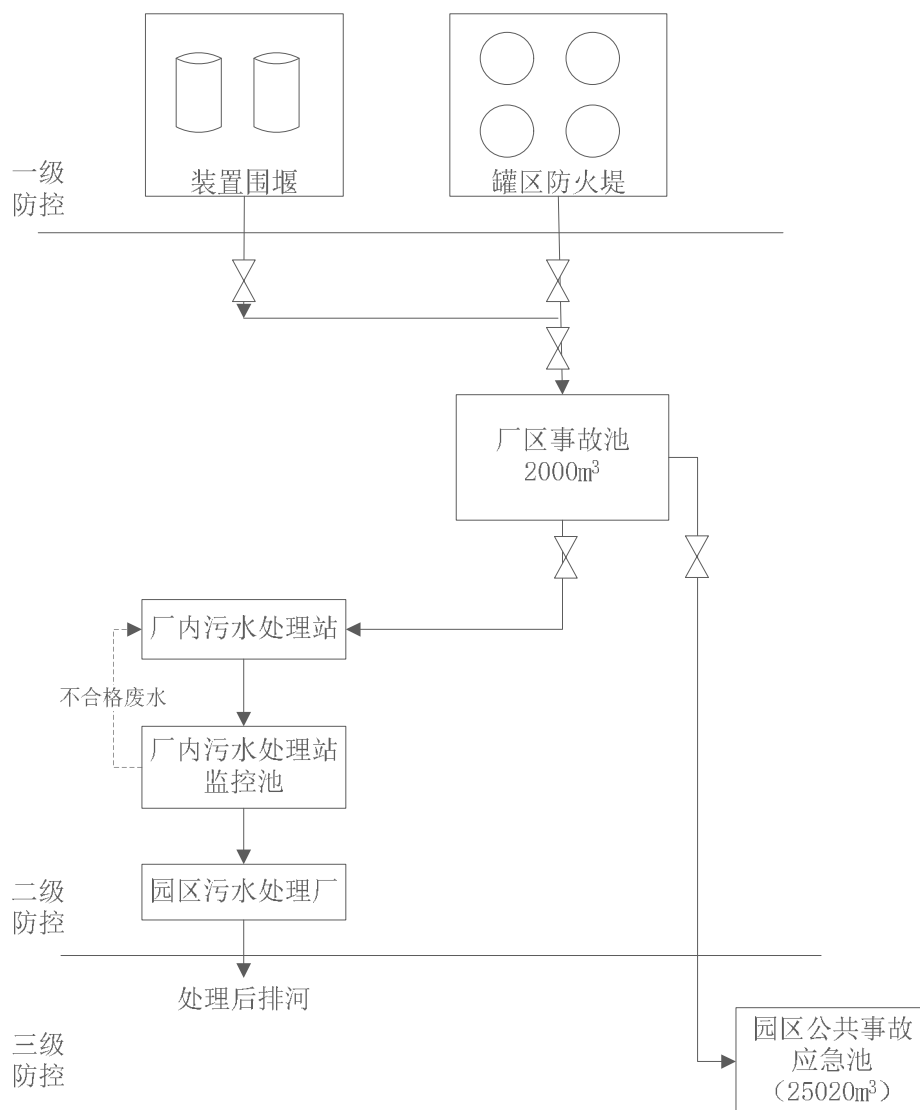 装置围堰
罐区防火堤
一级
防控
厂区事故池
2000m³
厂内污水处理站
不合格废水
厂内污水处理站
监控池
园区污水处理厂
二级
防控
处理后排河
三级
防控
园区公共事故
应急池
（25020m³）